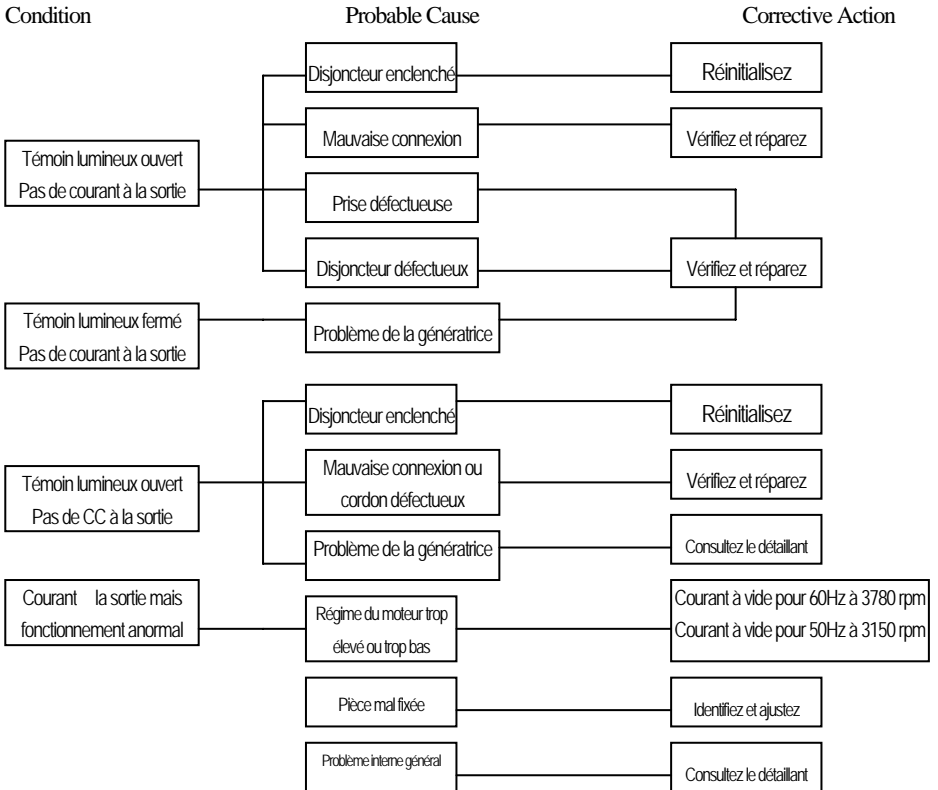 Condition Probable Cause Corrective Action
Disjoncteur enclenché
Réinitialisez
Mauvaise connexion
Vérifiez et réparez
Témoin lumineux ouvert
Pas de courant à la sortie
Prise défectueuse
Disjoncteur défectueux
Vérifiez et réparez
Témoin lumineux fermé
Pas de courant à la sortie
Problème de la génératrice
Disjoncteur enclenché
Réinitialisez
Témoin lumineux ouvert
Pas de CC à la sortie
Mauvaise connexion ou
cordon défectueux
Vérifiez et réparez
Problème de la génératrice
Consultez le détaillant
Courant la sortie mais
fonctionnement anormal
Régime du moteur trop
élevé ou trop bas
Courant à vide pour 60Hz à 3780 rpm
Courant à vide pour 50Hz à 3150 rpm
Pièce mal fixée
Identifiez et ajustez
Problème interne général
Consultez le détaillant